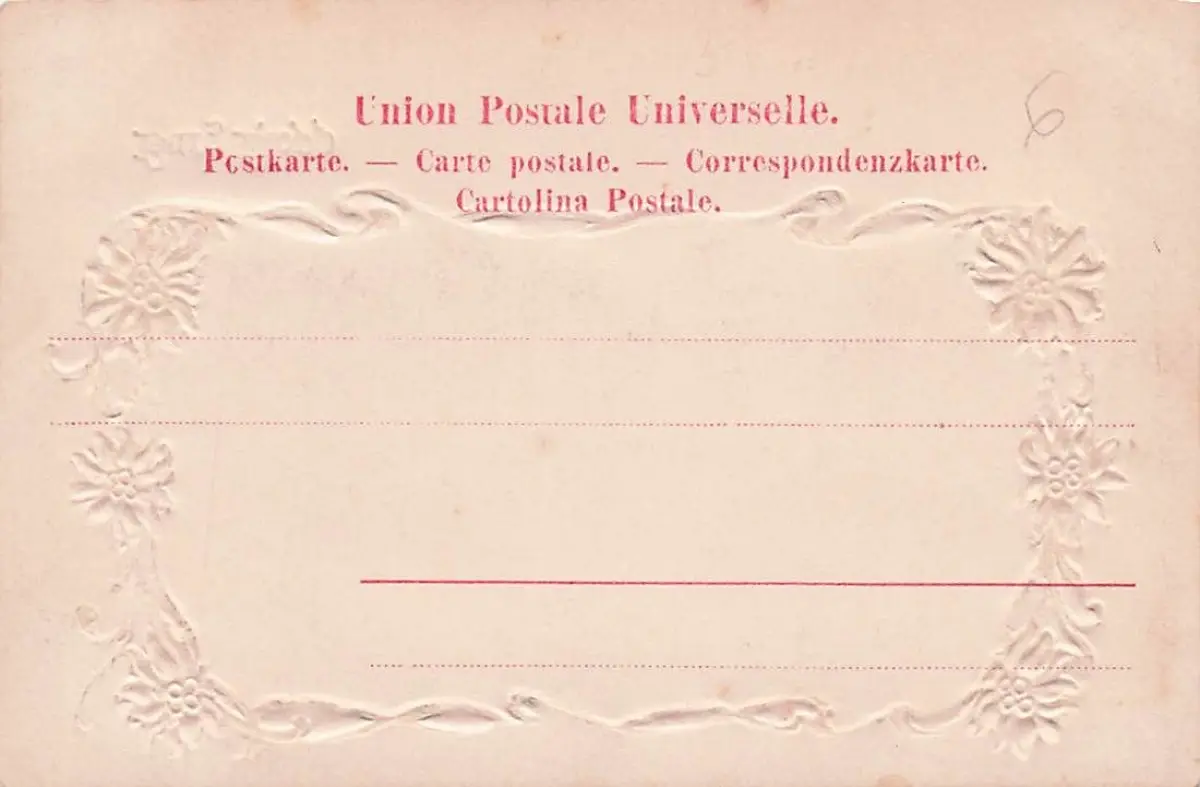 Union Postale Universelle.
Postkarte. — Carte postale. — Correspondenzkarte.
Cartolina Postale.
6